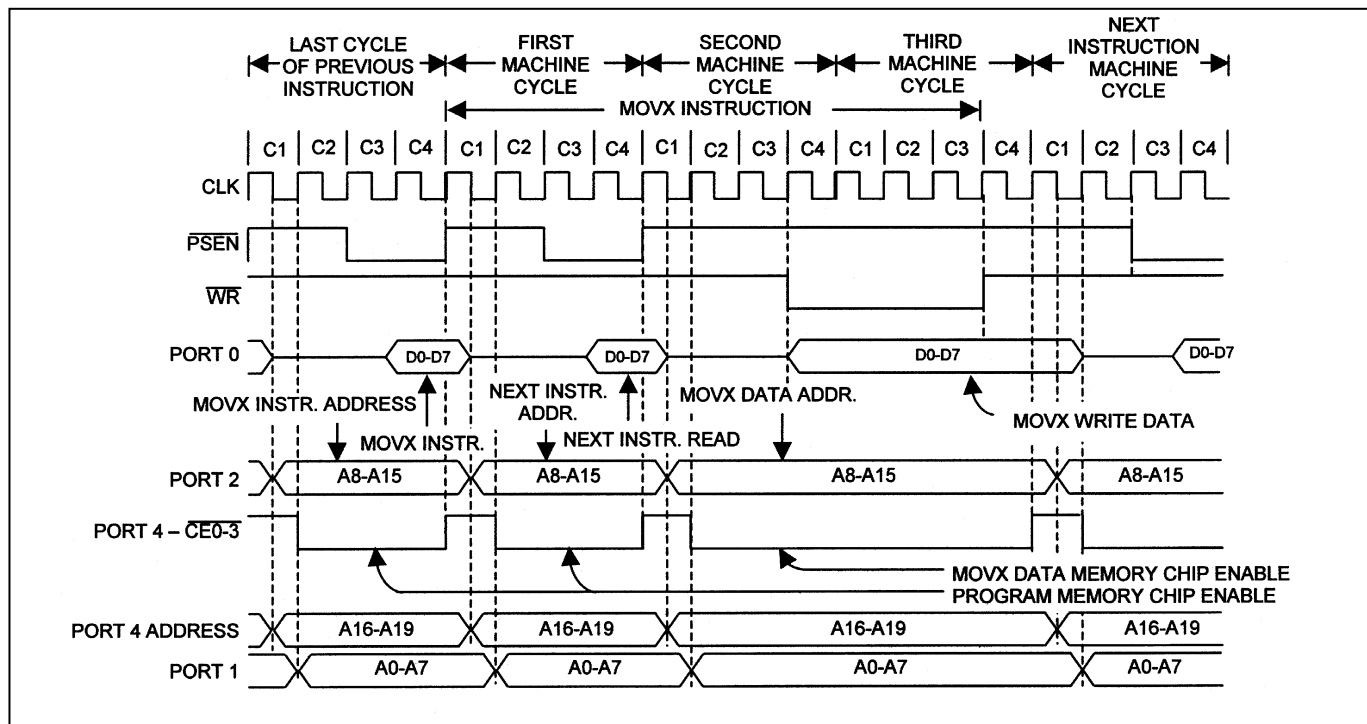 LAST CYCLE
OF PREVIOUS
INSTRUCTION
FIRST
MACHINE
CYCLE
SECOND
MACHINE
CYCLE
THIRD
MACHINE
CYCLE
NEXT
INSTRUCTION
MACHINE
CYCLE
MOVX INSTRUCTION
C1 C2 C3 C4 C1 C2 C3 C4 C1 C2 C3 C4 C1 C2 C3 C4 C1 C2 C3 C4
CLK
PSEN
WR
PORT 0 D0-D7 D0-D7 D0-D7 D0-D7
MOVX INSTR. ADDRESS
MOVX INSTR.
NEXT INSTR.
ADDR.
NEXT INSTR. READ
MOVX DATA ADDR.
MOVX WRITE DATA
PORT 2 A8-A15 A8-A15 A8-A15 A8-A15
PORT 4 – CE0-3
MOVX DATA MEMORY CHIP ENABLE
PROGRAM MEMORY CHIP ENABLE
PORT 4 ADDRESS A16-A19 A16-A19 A16-A19 A16-A19
PORT 1 A0-A7 A0-A7 A0-A7 A0-A7